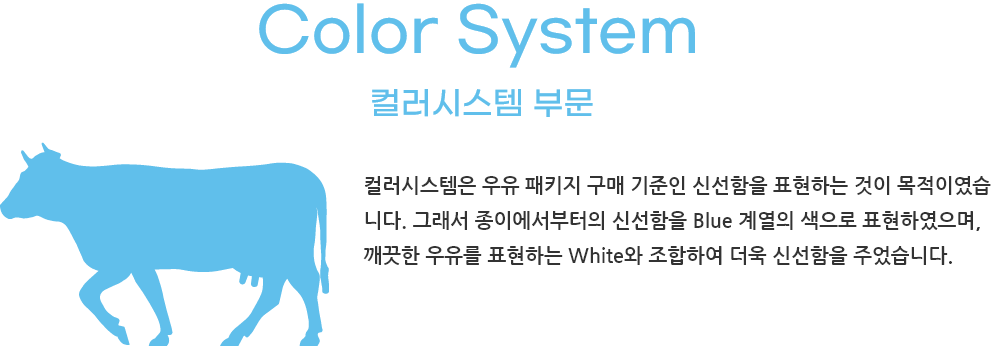 Color System
컬러시스템 부문
컬러시스템은 우유 패키지 구매 기준인 신선함을 표현하는 것이 목적이였습
니다. 그래서 종이에서부터의 신선함을 Blue 계열의 색으로 표현하였으며,
깨끗한 우유를 표현하는 White와 조합하여 더욱 신선함을 주었습니다.